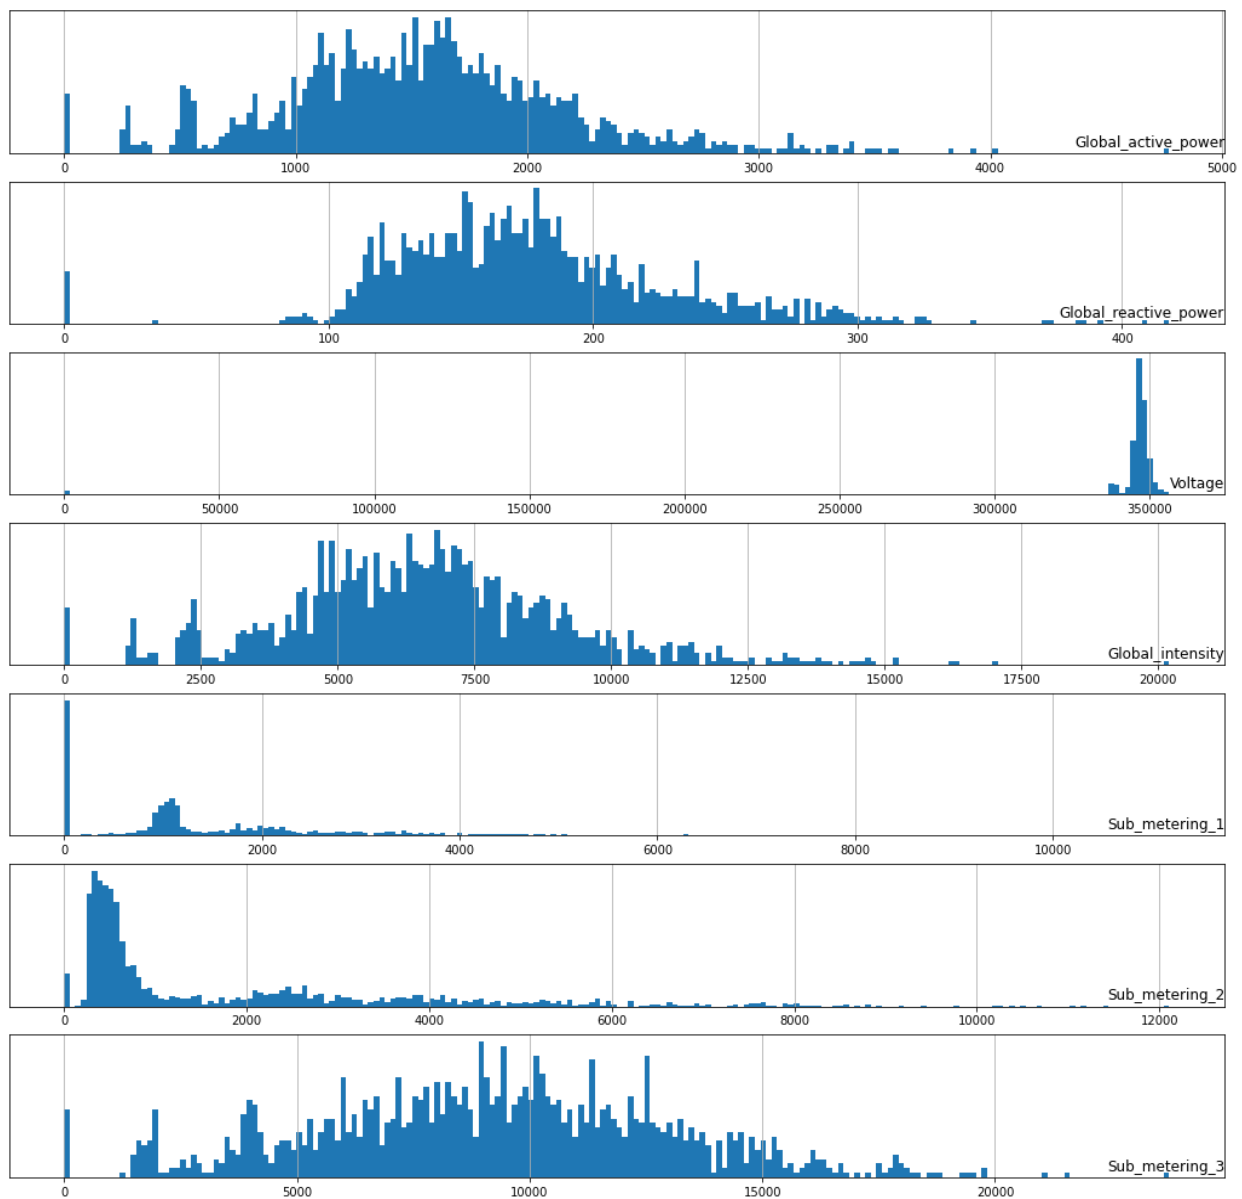 Global_active_power
0 1000 2000 3000 4000 5000
Global_reactive_power
0 100 200 300 400
Voltage
0 50000 100000 150000 200000 250000 300000 350000
Global_intensity
0 2500 5000 7500 10000 12500 15000 17500 20000
Sub_metering_1
0 2000 4000 6000 8000 10000
Sub_metering_2
0 2000 4000 6000 8000 10000 12000
Sub_metering_3
0 5000 10000 15000 20000